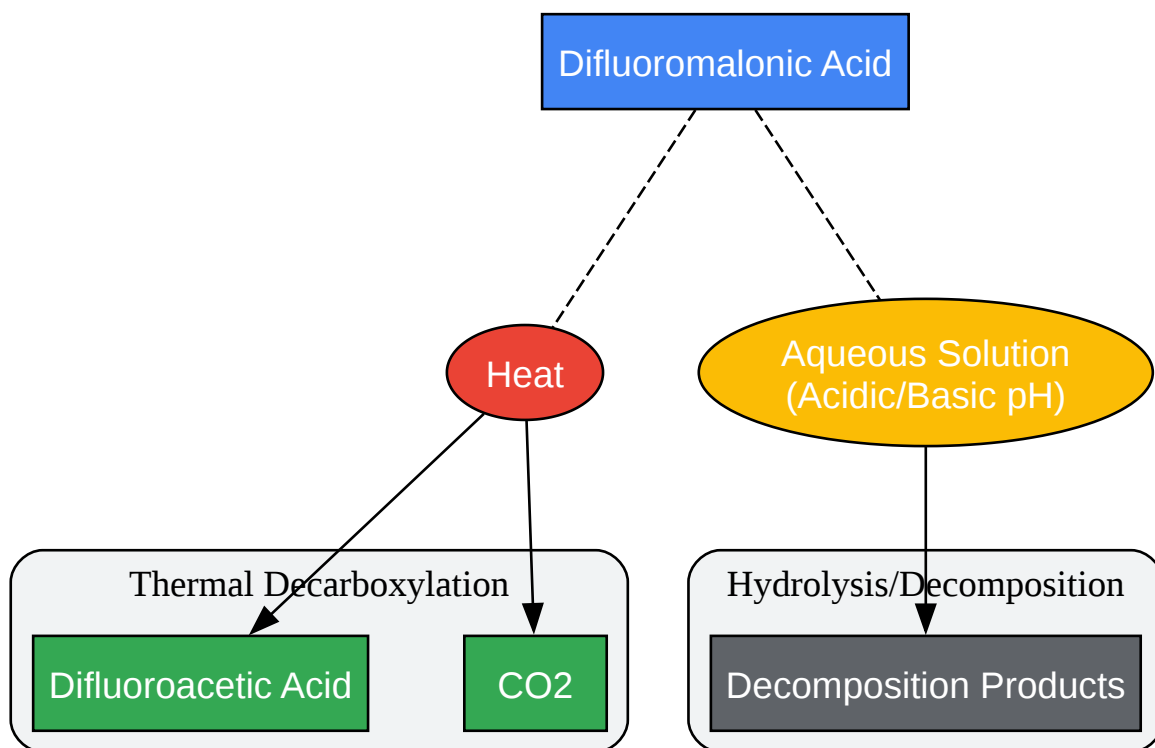 Difluoromalonic Acid
Heat
Aqueous Solution
(Acidic/Basic pH)
Thermal Decarboxylation
Hydrolysis/Decomposition
Difluoroacetic Acid
CO2
Decomposition Products